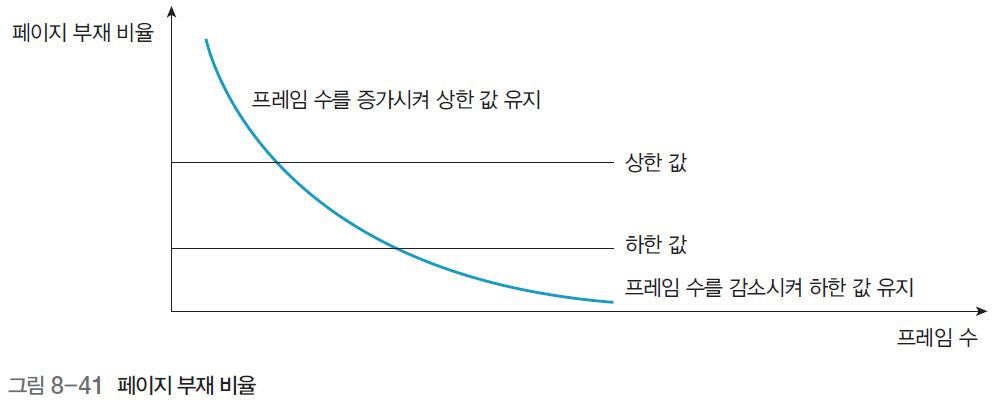 페이지 부재 비율
프레임 수를 증가시켜 상한 값 유지
상한 값
하한 값
프레임 수를 감소시켜 하한 값 유지
프레임 수
그림 8-41 페이지 부재 비율